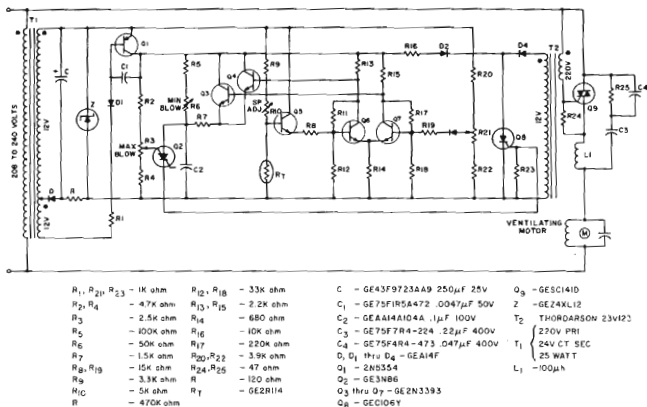 T1
T2
220V
208 TO 240 VOLTS
12V
12V
12V
C
Z
D
R
C1
D1
Q1
R1
R2
R3
R4
MAX BLOW
MIN BLOW
R5
R6
R7
Q2
C2
Q3
Q4
R9
SP ADJ
R10
RT
Q5
R8
R11
R12
Q6
R13
R14
R15
Q7
R16
R17
R18
R19
D2
R20
R21
R22
D4
Q8
R23
R24
Q9
R25
C4
C3
L1
VENTILATING MOTOR
M
R1, R21, R23 - 1K ohm
R2, R4 - 4.7K ohm
R3 - 2.5K ohm
R5 - 100K ohm
R6 - 50K ohm
R7 - 1.5K ohm
R8, R19 - 15K ohm
R9 - 3.3K ohm
R10 - 5K ohm
R - 470K ohm
R12, R18 - 33K ohm
R13, R15 - 2.2K ohm
R14 - 680 ohm
R16 - 10K ohm
R17 - 220K ohm
R20, R22 - 3.9K ohm
R24, R25 - 47 ohm
R - 120 ohm
RT - GE2R114
C - GE43F9723AA9 250µF 25V
C1 - GE75F1R5A472 .0047µF 50V
C2 - GEAA14A104A .1µF 100V
C3 - GE75F7R4-224 .22µF 400V
C4 - GE75F4R4-473 .047µF 400V
D, D1 thru D4 - GEA14F
Q1 - 2N5354
Q2 - GE3N86
Q3 thru Q7 - GE2N3393
Q8 - GEC106Y
Q9 - GESC141D
Z - GEZ4XL12
T2 THORDARSON 23V123
T1 { 220V PRI
24V CT SEC
25 WATT
L1 - 100µh